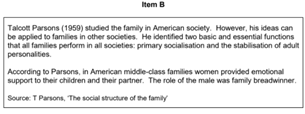 Item B
Talcott Parsons (1959) studied the family in American society. However, his ideas can
be applied to families in other societies. He identified two basic and essential functions
that all families perform in all societies: primary socialisation and the stabilisation of adult
personalities.
According to Parsons, in American middle-class families women provided emotional
support to their children and their partner. The role of the male was family breadwinner.
Source: T Parsons, 'The social structure of the family'